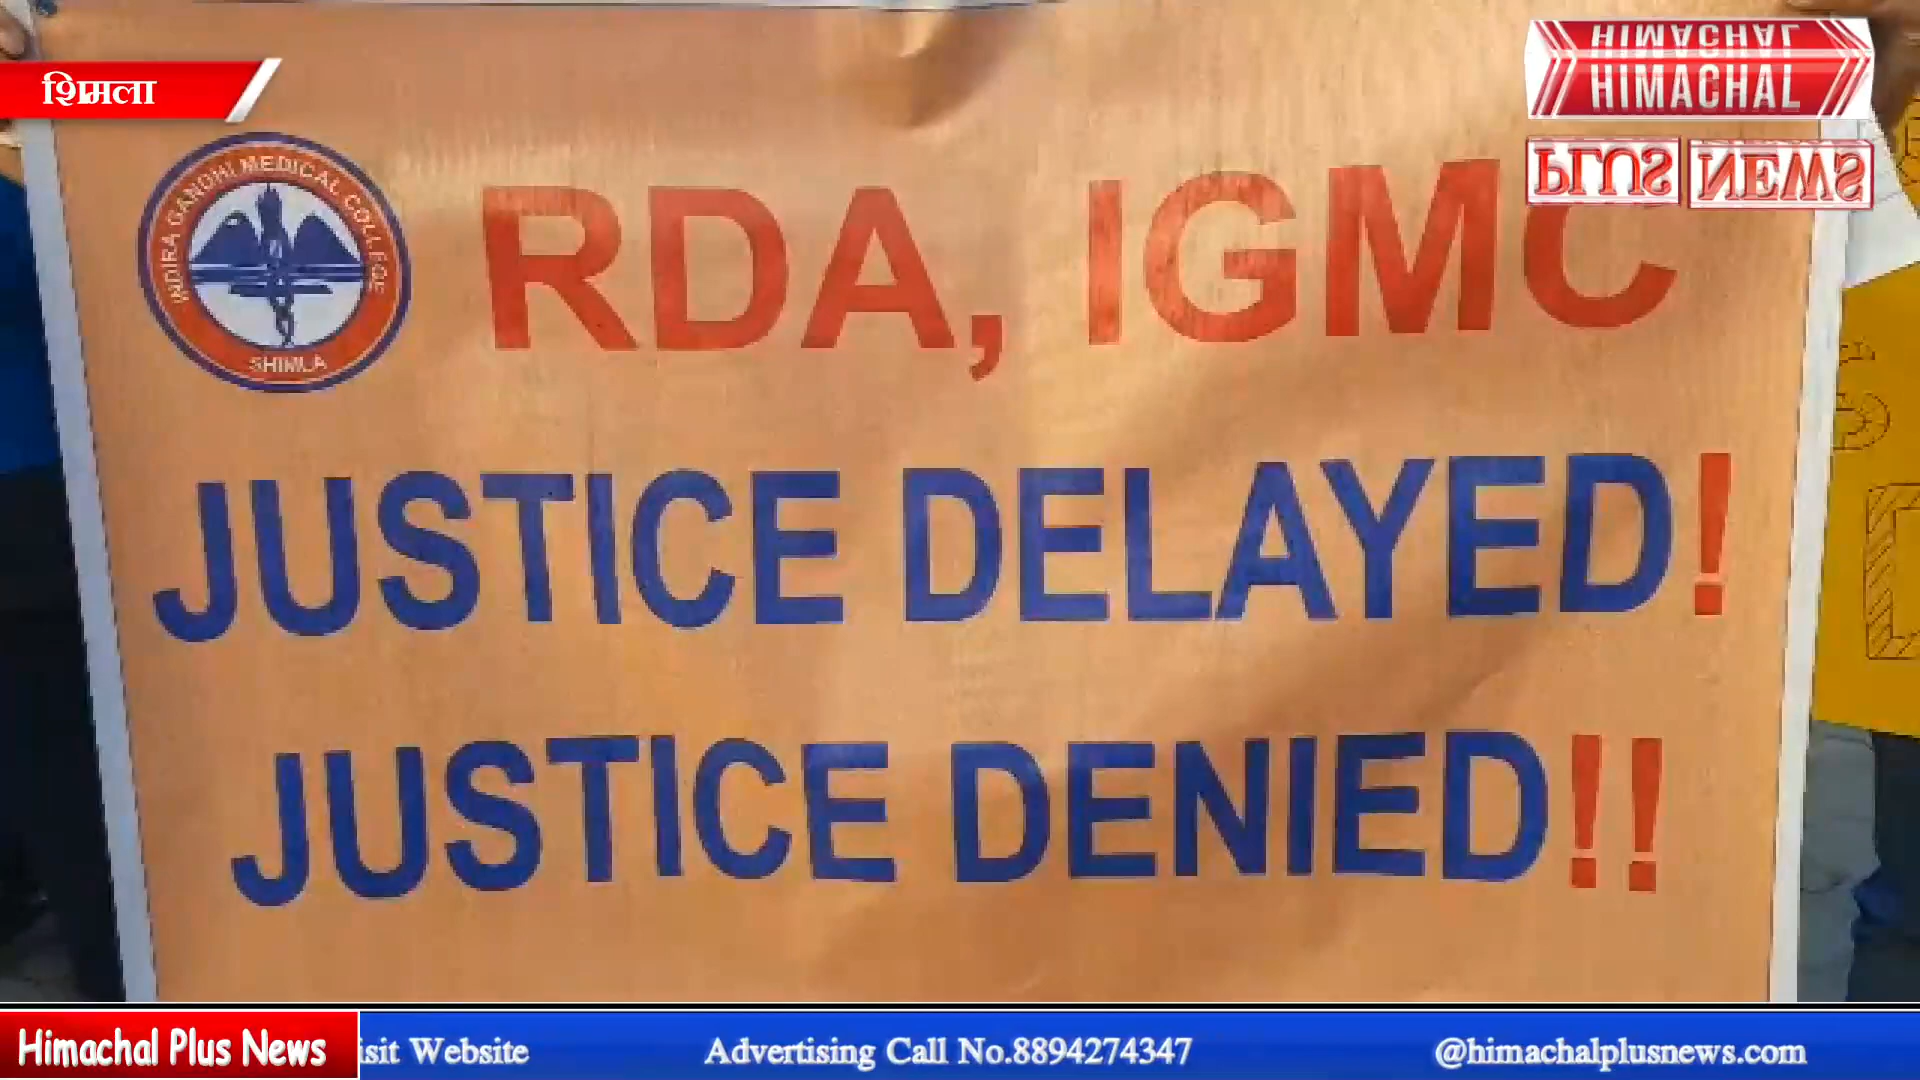 शिमला
HIMACHAL
HIMACHAL
PLUS NEWS
INDIRA GANDHI MEDICAL COLLEGE
SHIMLA
RDA, IGMC
JUSTICE DELAYED!
JUSTICE DENIED!!
Himachal Plus News
isit Website
Advertising Call No.8894274347
@himachalplusnews.com